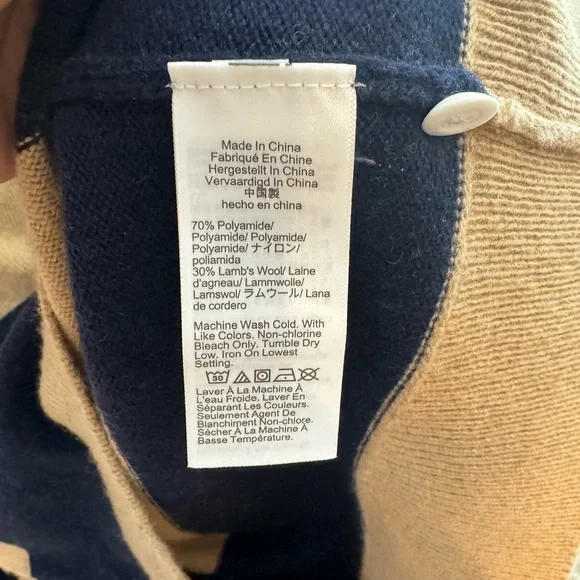 Made In China
Fabriqué En Chine
Hergestellt In China
Vervaardigd In China
中国製
hecho en china
70% Polyamide/
Polyamide/ Polyamide/
Polyamide/ ナイロン/
poliamida
30% Lamb's Wool/ Laine
d'agneau/ Lammwolle/
Lamswol/ ラムウール/ Lana
de cordero
Machine Wash Cold. With
Like Colors. Non-chlorine
Bleach Only. Tumble Dry
Low. Iron On Lowest
Setting.
30
Laver À La Machine À
L'eau Froide. Laver En
Séparant Les Couleurs.
Seulement Agent De
Blanchiment Non-chlore.
Sécher À La Machine À
Basse Température.